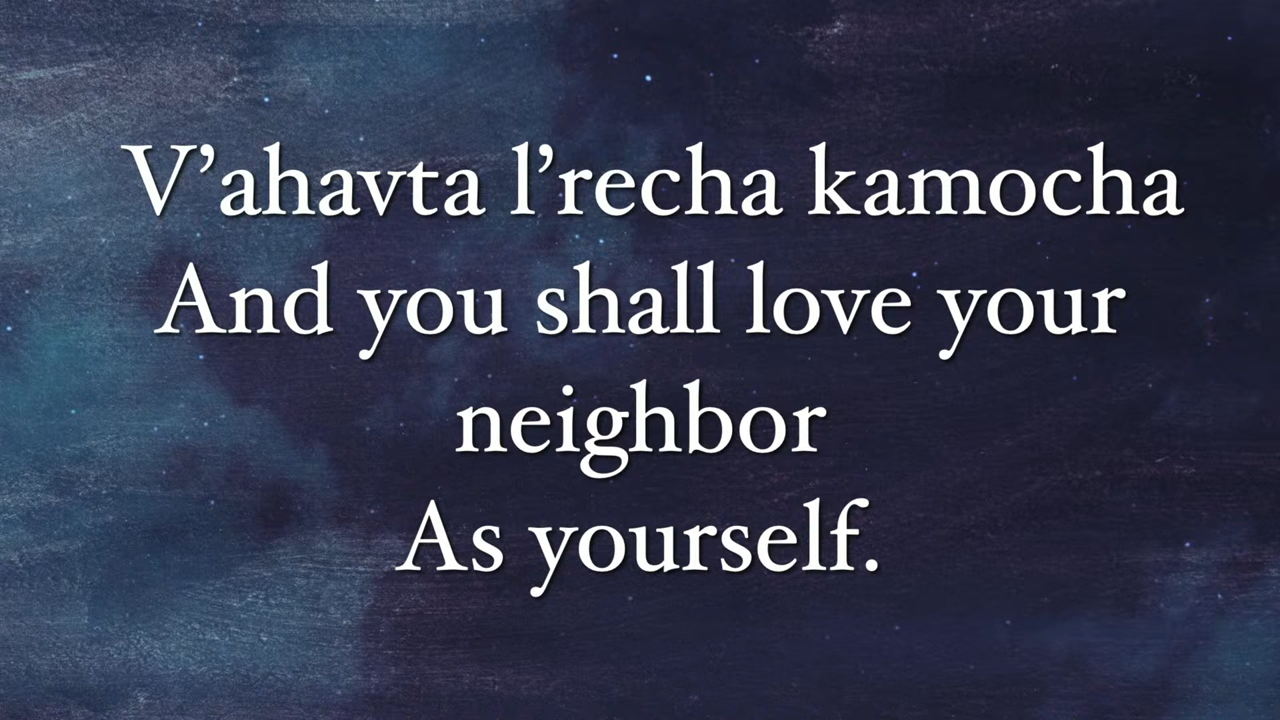 V’ahavta l’recha kamocha
And you shall love your
neighbor
As yourself.